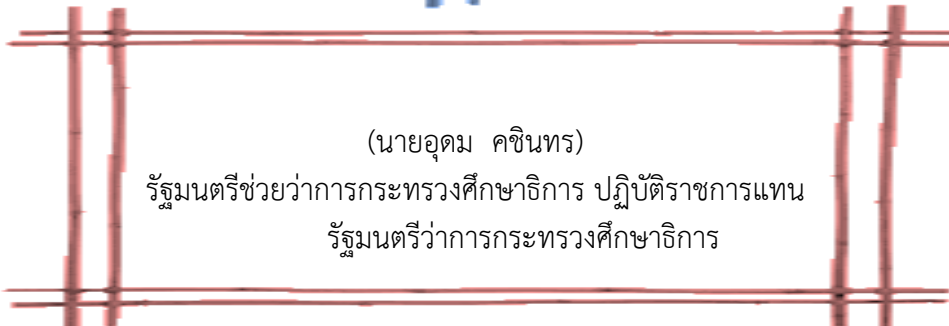 (นายอุดม คชินทร)
รัฐมนตรีช่วยว่าการกระทรวงศึกษาธิการ ปฏิบัติราชการแทน
รัฐมนตรีว่าการกระทรวงศึกษาธิการ